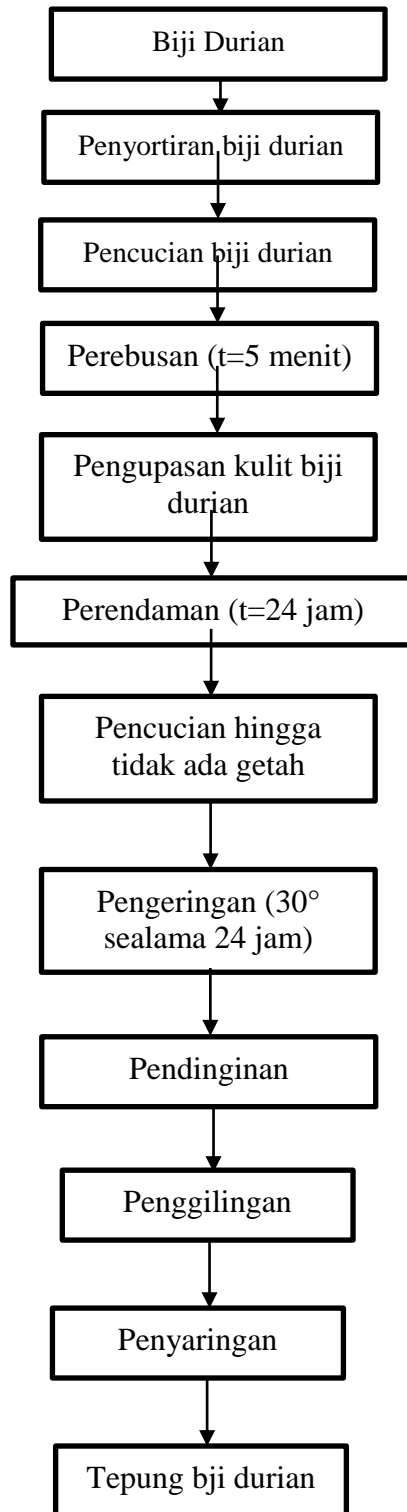 Biji Durian
Penyortiran biji durian
Pencucian biji durian
Perebusan (t=5 menit)
Pengupasan kulit biji
durian
Perendaman (t=24 jam)
Pencucian hingga
tidak ada getah
Pengeringan (30°
sealama 24 jam)
Pendinginan
Penggilingan
Penyaringan
Tepung bji durian